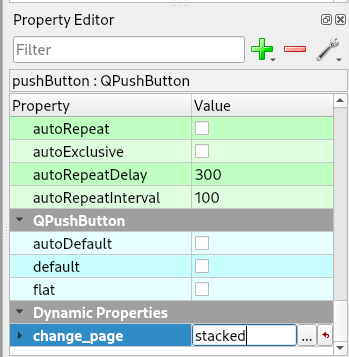 Property Editor
Filter
pushButton : QPushButton
Property Value
autoRepeat
autoExclusive
autoRepeatDelay 300
autoRepeatInterval 100
QPushButton
autoDefault
default
flat
Dynamic Properties
change_page stacked ...